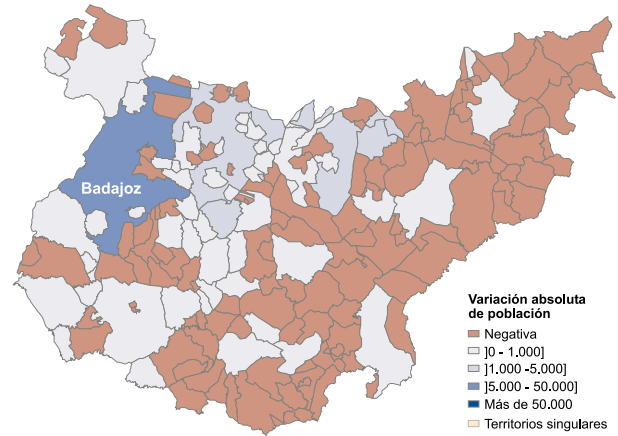 Badajoz
Variación absoluta
de población
Negativa
]0 - 1.000]
]1.000 -5.000]
]5.000 - 50.000]
Más de 50.000
Territorios singulares